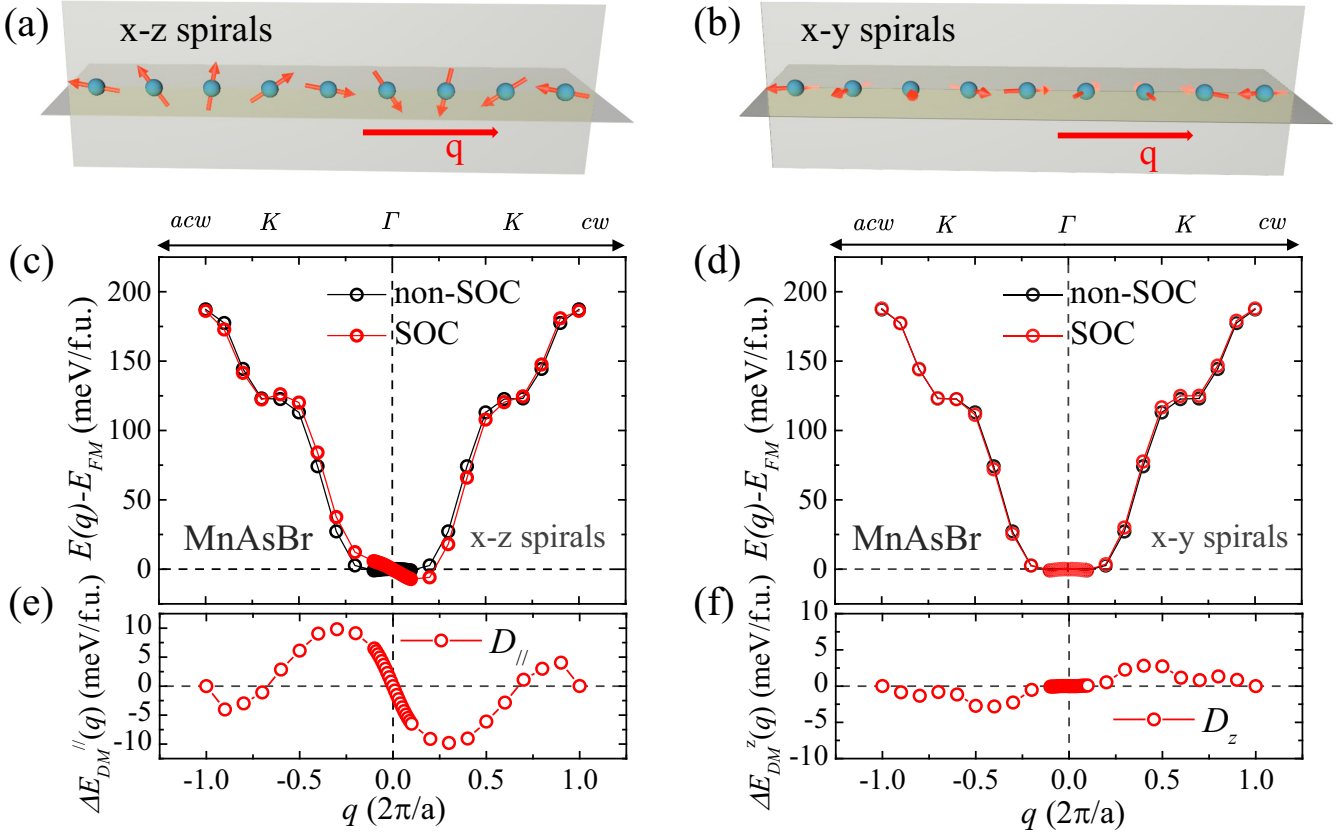 (a)
x-z spirals
q
(b)
x-y spirals
q
acw K Γ K cw
(c)
E(q)-E_FM (meV/f.u.)
200
150
100
50
0
non-SOC
SOC
MnAsBr
x-z spirals
acw K Γ K cw
(d)
E(q)-E_FM (meV/f.u.)
200
150
100
50
0
non-SOC
SOC
MnAsBr
x-y spirals
(e)
ΔE_DM^//(q) (meV/f.u.)
10
5
0
-5
-10
D_//
-1.0 -0.5 0.0 0.5 1.0
q (2π/a)
(f)
ΔE_DM^z(q) (meV/f.u.)
10
5
0
-5
-10
D_z
-1.0 -0.5 0.0 0.5 1.0
q (2π/a)